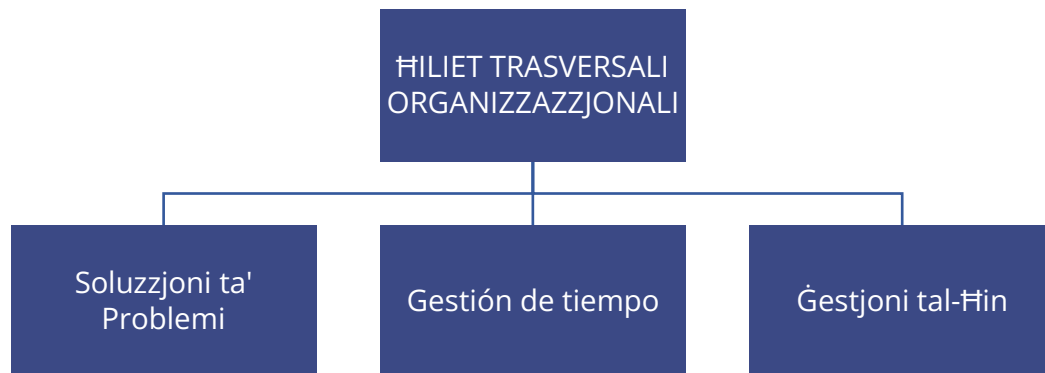 ĦILIET TRASVERSALI
ORGANIZZAZZJONALI
Soluzzjoni ta'
Problemi
Gestión de tiempo
Ġestjoni tal-Ħin